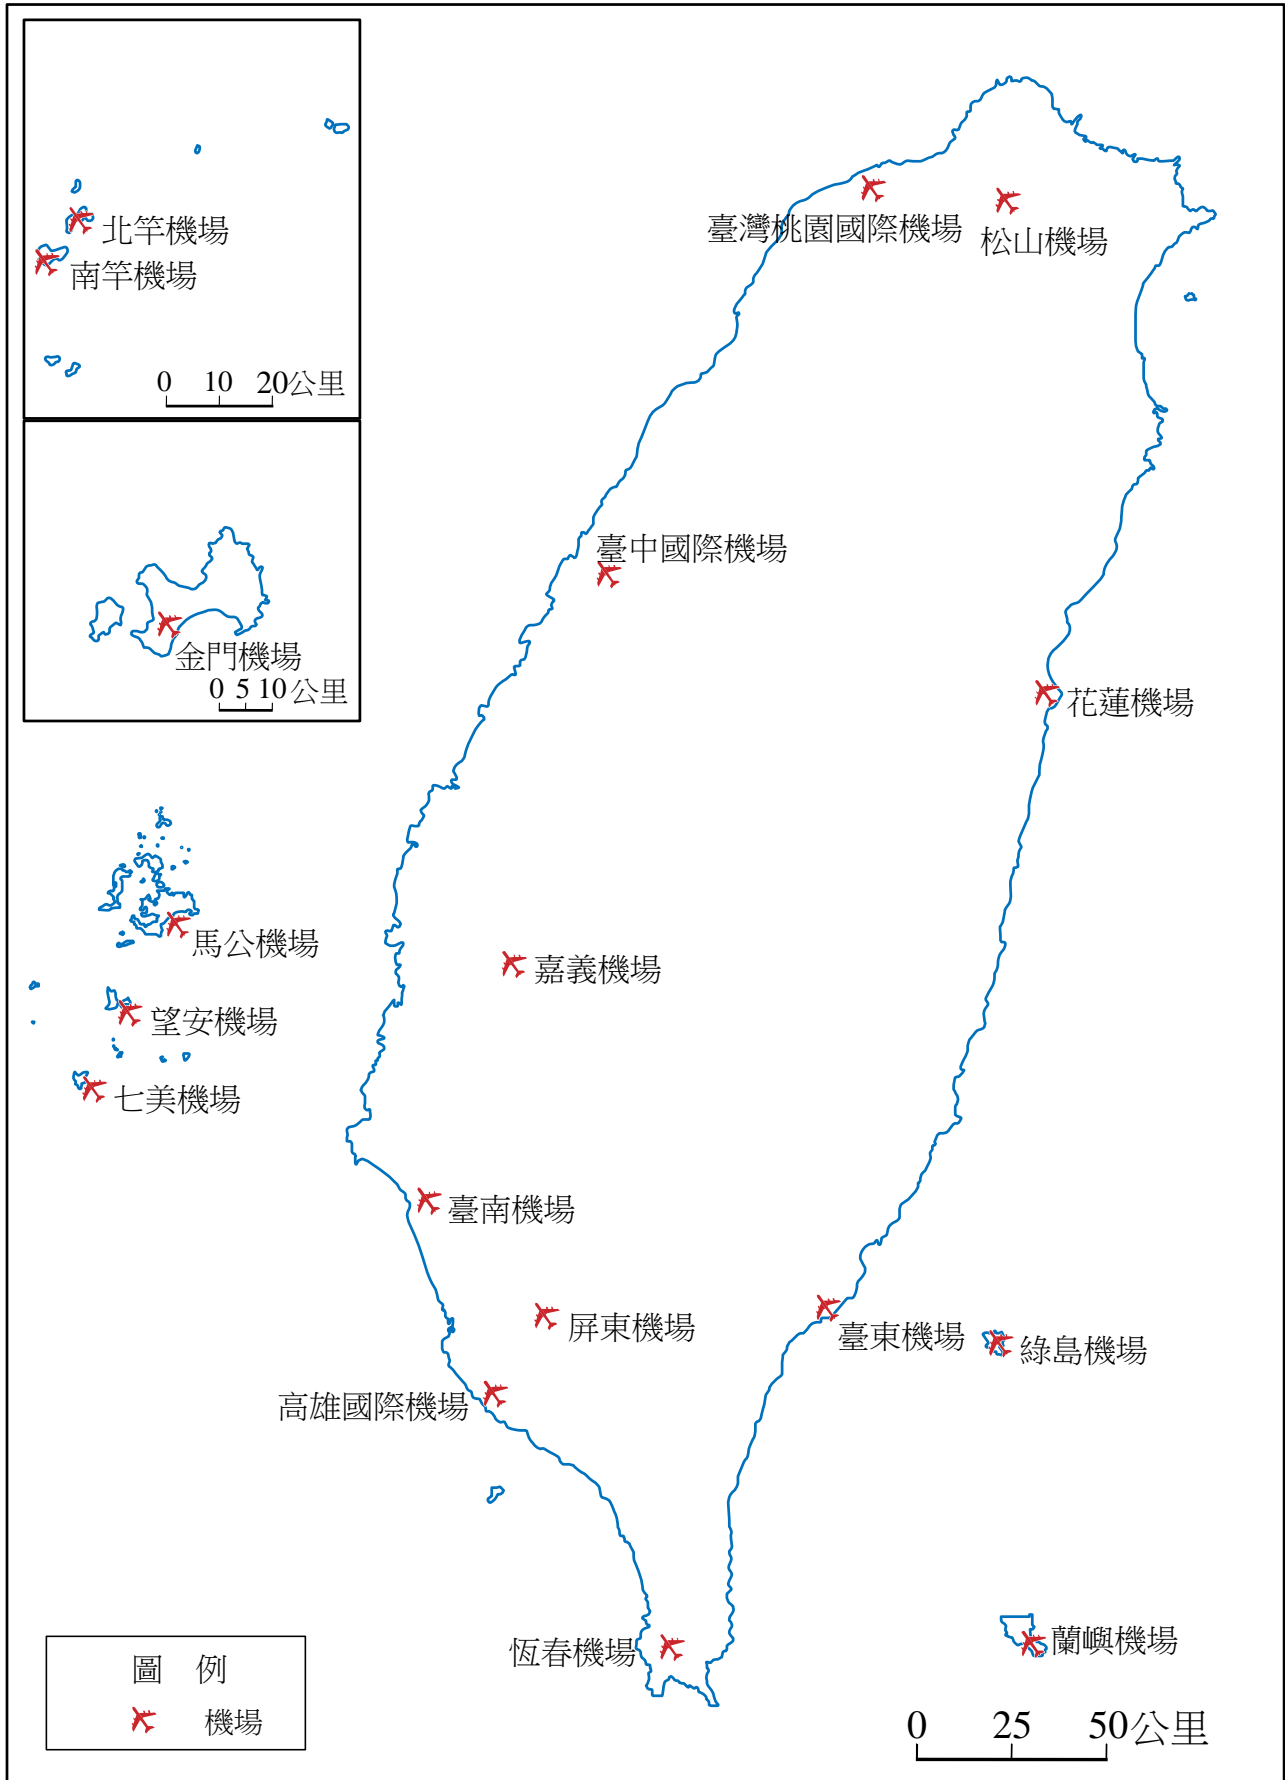 北竿機場
南竿機場
0 10 20公里
金門機場
0 5 10公里
臺灣桃園國際機場
松山機場
臺中國際機場
花蓮機場
馬公機場
望安機場
七美機場
嘉義機場
臺南機場
屏東機場
高雄國際機場
臺東機場
綠島機場
恆春機場
蘭嶼機場
圖 例
機場
0 25 50公里